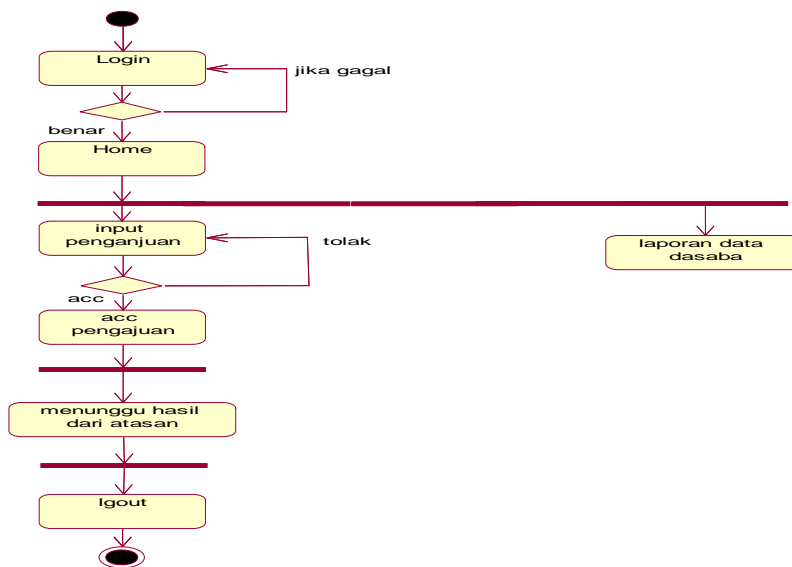 Login
jika gagal
benar
Home
input
penganjuan
tolak
laporan data
dasaba
acc
acc
pengajuan
menunggu hasil
dari atasan
lgout